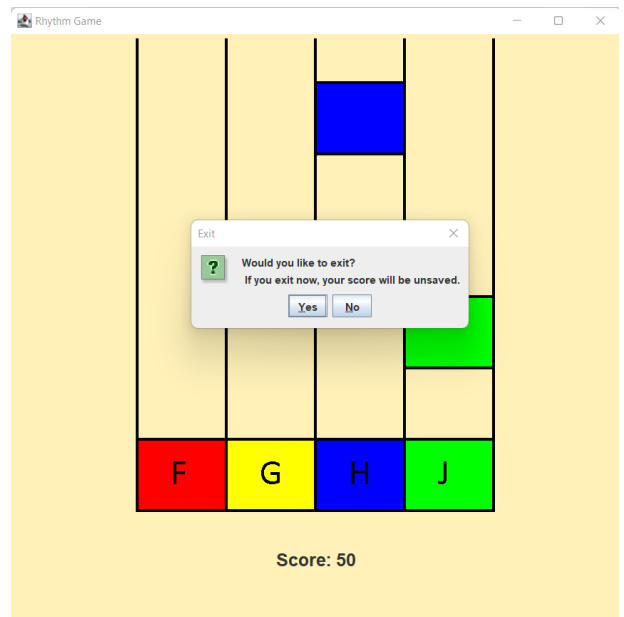 Rhythm Game
Exit
Would you like to exit?
If you exit now, your score will be unsaved.
Yes No
F G H J
Score: 50